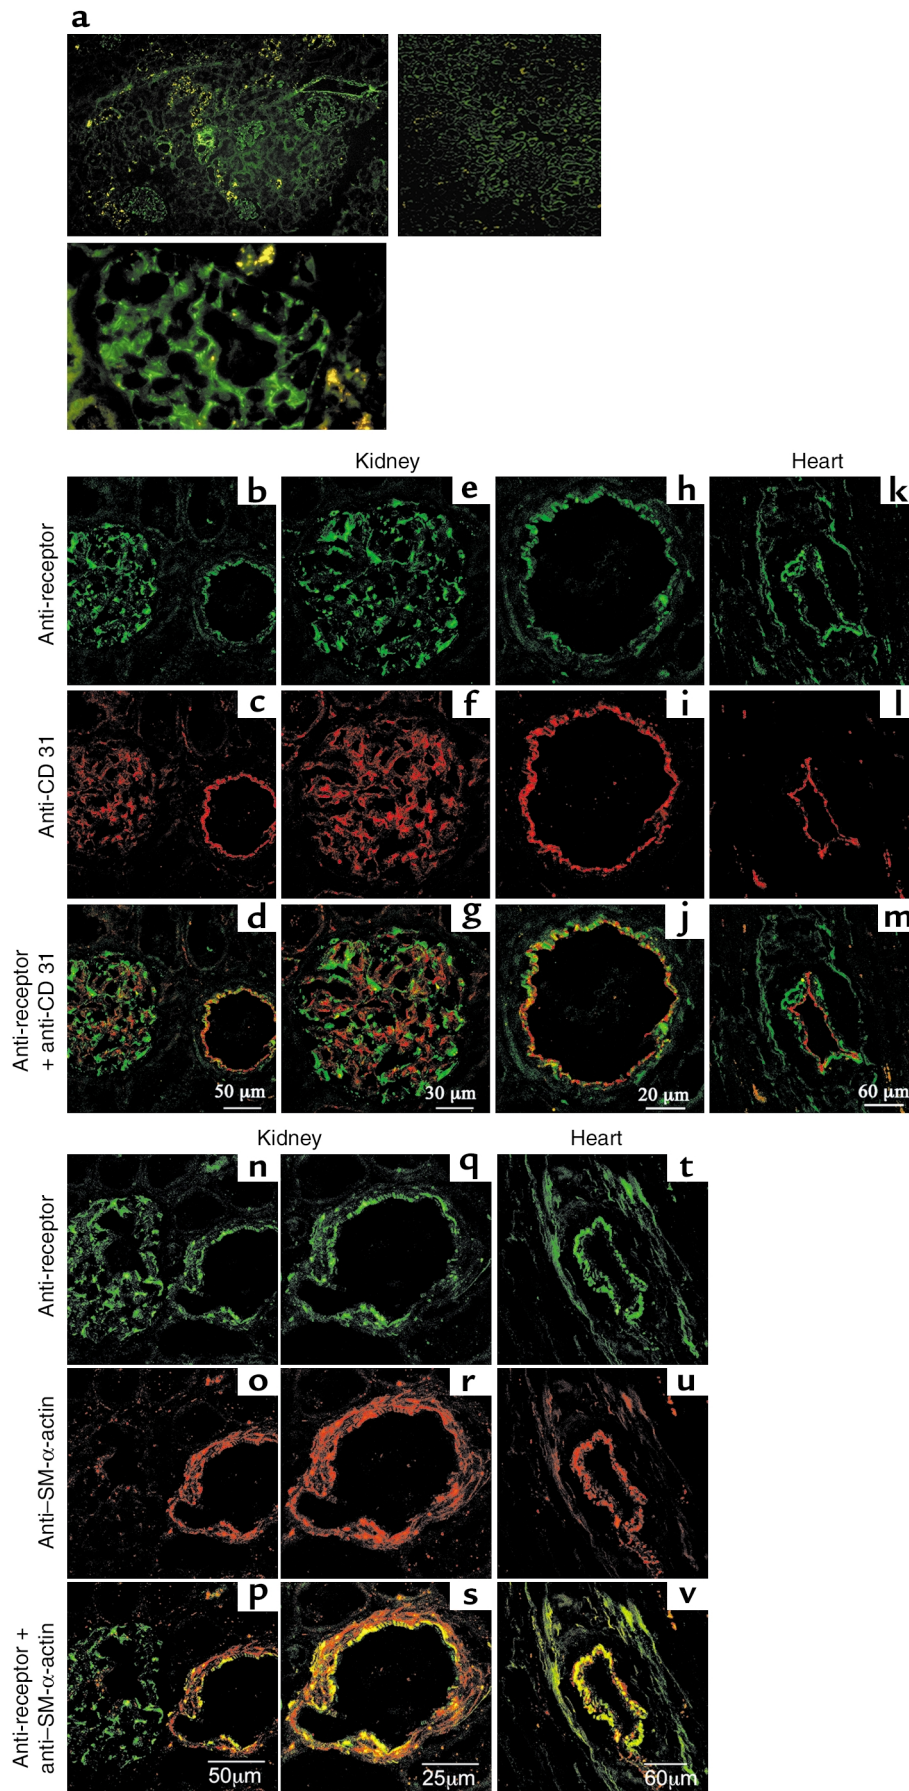 a
Kidney
Heart
Anti-receptor
b
e
h
k
Anti-CD 31
c
f
i
l
Anti-receptor
+ anti-CD 31
d
g
j
m
50 μm
30 μm
20 μm
60 μm
Kidney
Heart
Anti-receptor
n
q
t
Anti–SM-α-actin
o
r
u
Anti-receptor +
anti–SM-α-actin
p
s
v
50μm
25μm
60μm